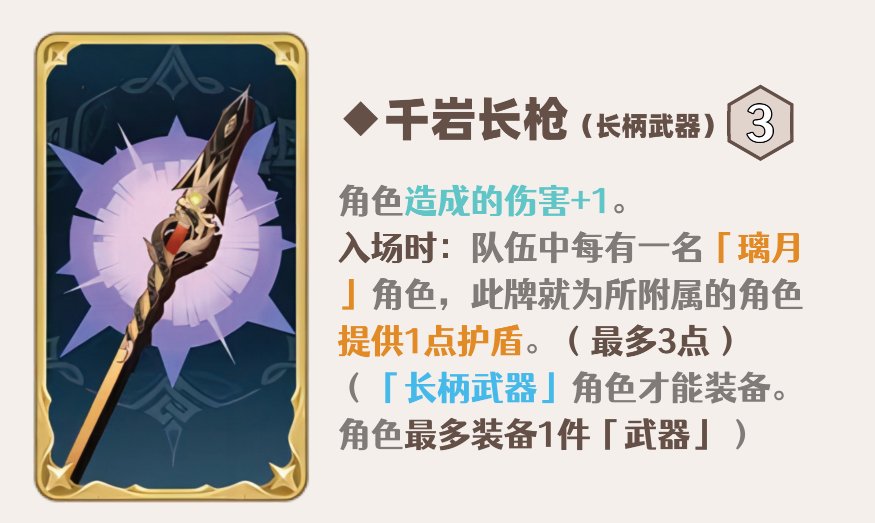 ◆千岩长枪（长柄武器）3
角色造成的伤害+1。
入场时：队伍中每有一名「璃月
」角色，此牌就为所附属的角色
提供1点护盾。（最多3点）
（「长柄武器」角色才能装备。
角色最多装备1件「武器」）